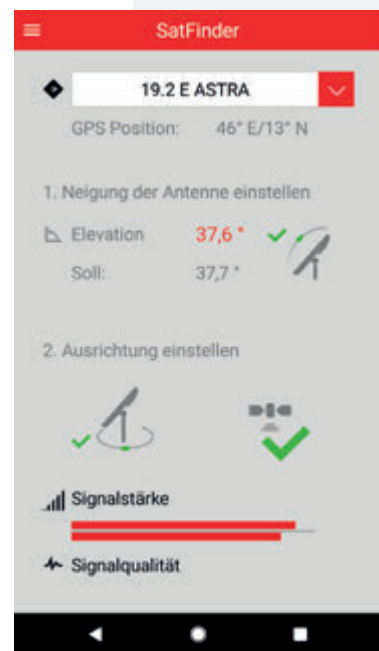 SatFinder
19.2 E ASTRA
GPS Position: 46° E/13° N
1. Neigung der Antenne einstellen
Elevation 37,6 °
Soll: 37,7 °
2. Ausrichtung einstellen
Signalstärke
Signalqualität